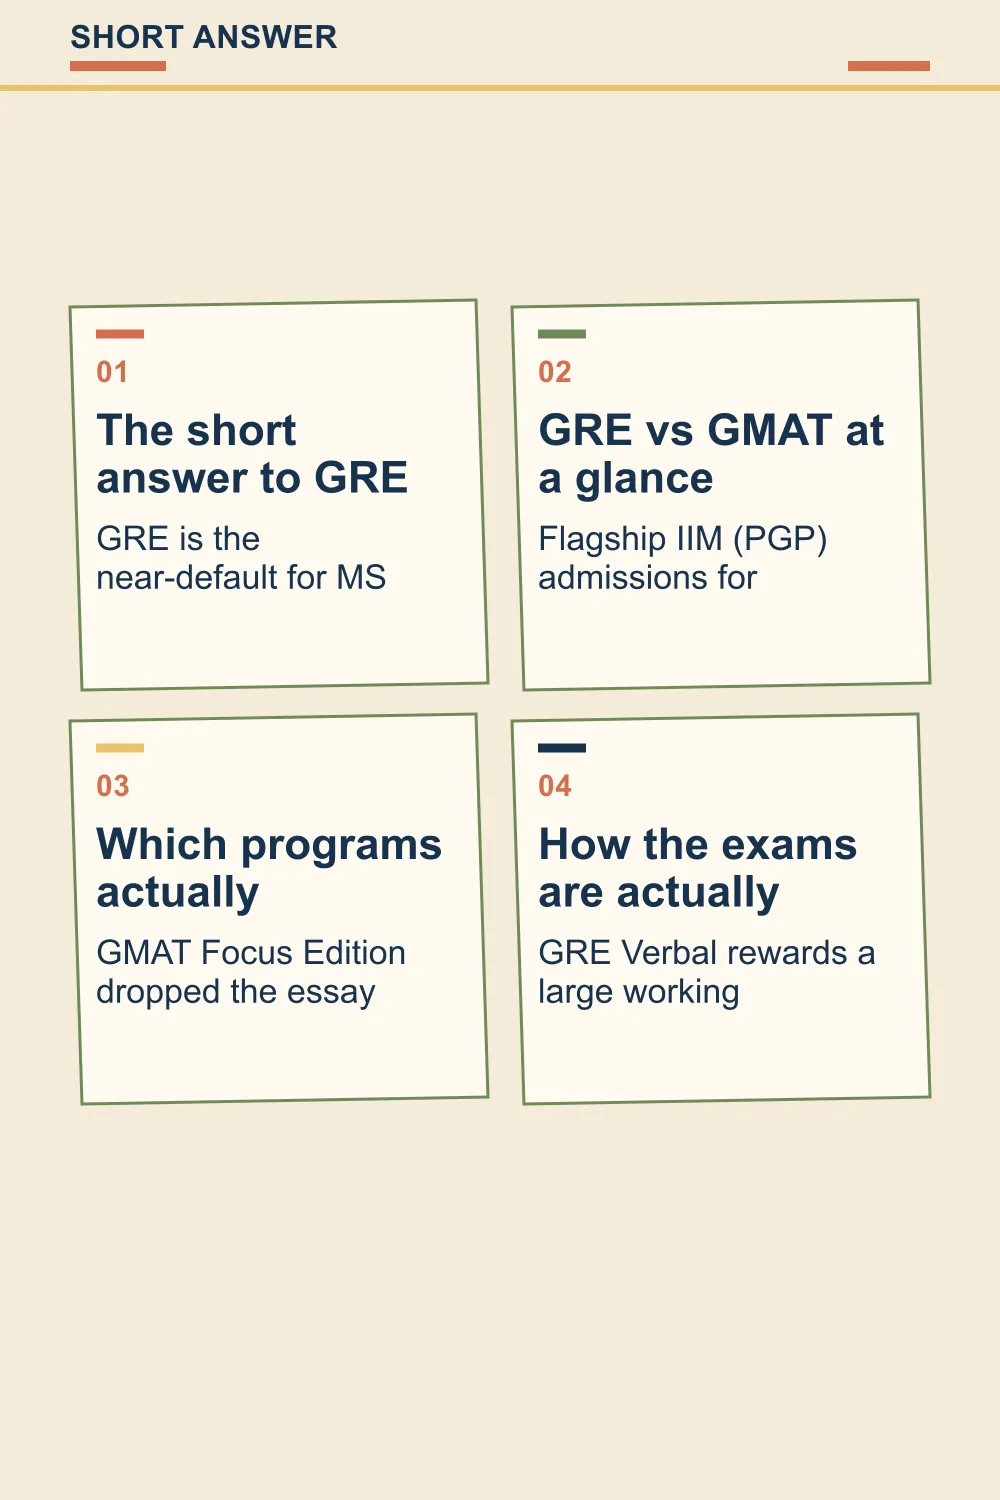 SHORT ANSWER
01
The short
answer to GRE
GRE is the
near-default for MS
02
GRE vs GMAT at
a glance
Flagship IIM (PGP)
admissions for
03
Which programs
actually
GMAT Focus Edition
dropped the essay
04
How the exams
are actually
GRE Verbal rewards a
large working